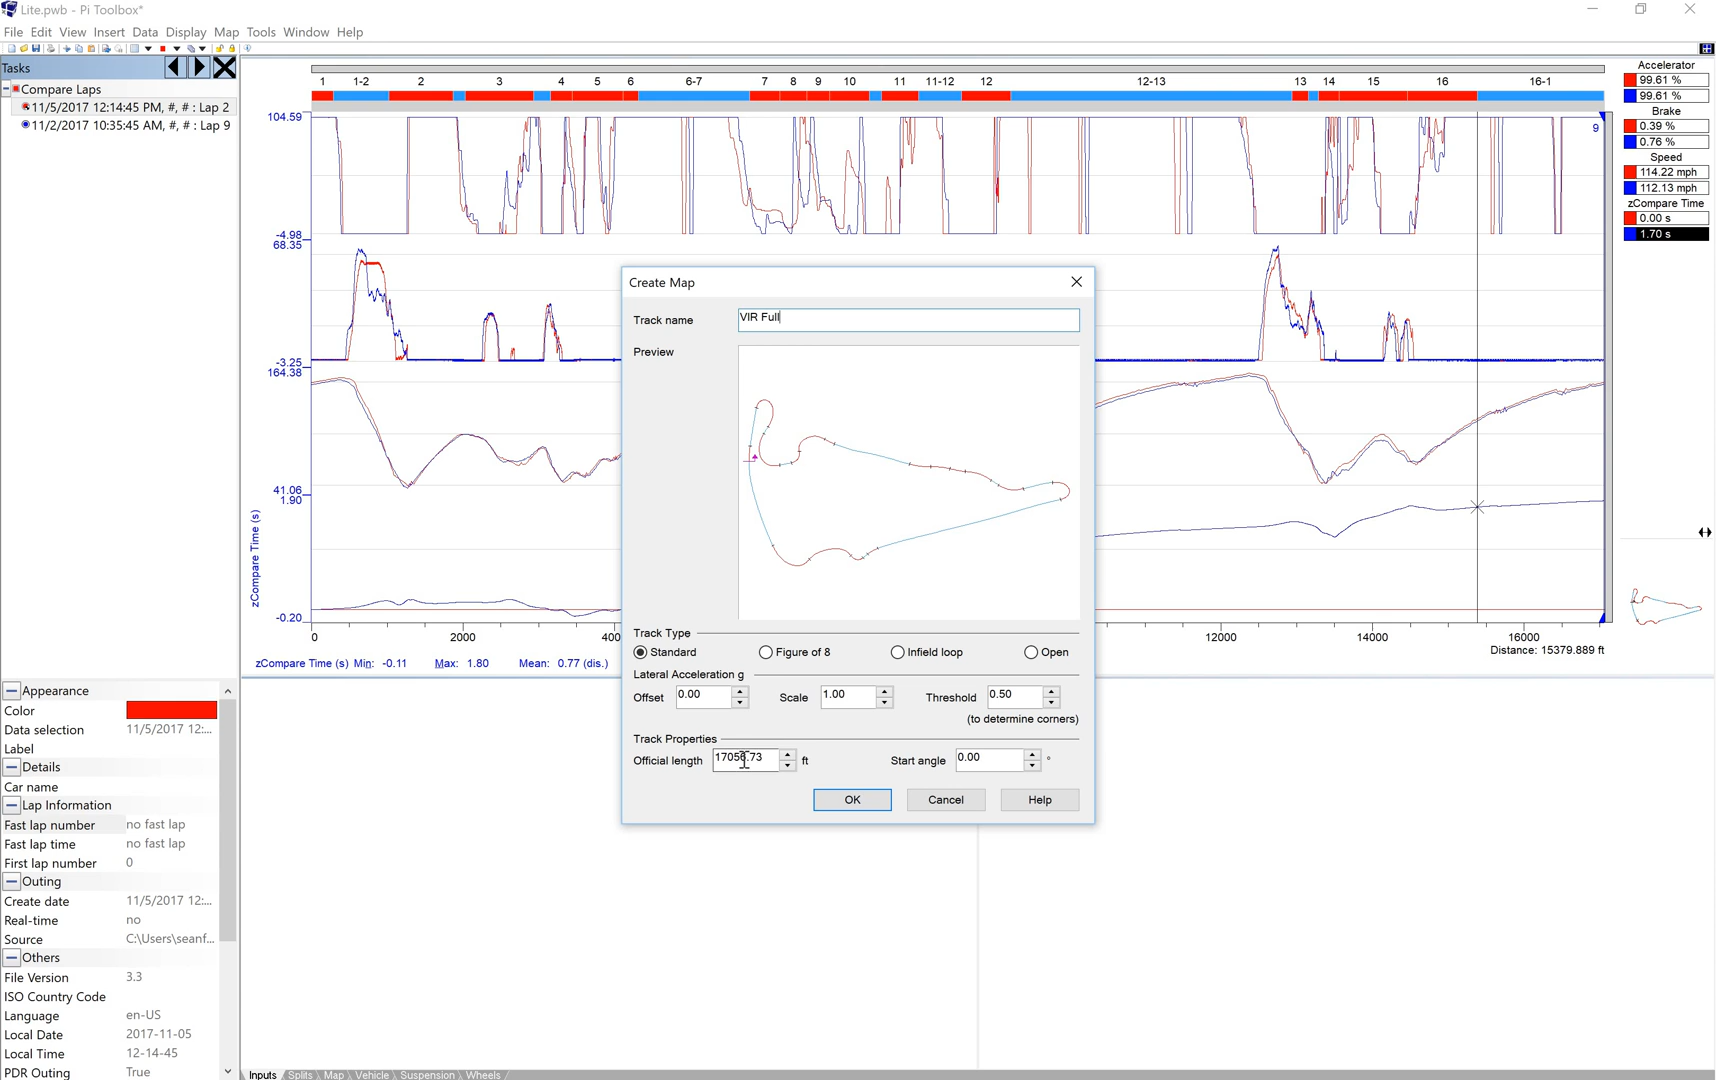 Lite.pwb - Pi Toolbox*
File Edit View Insert Data Display Map Tools Window Help
Tasks
Compare Laps
11/5/2017 12:14:45 PM, #, # : Lap 2
11/2/2017 10:35:45 AM, #, # : Lap 9
1 1-2 2 3 4 5 6 6-7 7 8 9 10 11 11-12 12 12-13 13 14 15 16 16-1
104.59
9
-4.98
68.35
-3.25
164.38
41.06
1.90
-0.20
zCompare Time (s)
0 2000 400 12000 14000 16000
Distance: 15379.889 ft
zCompare Time (s) Min: -0.11 Max: 1.80 Mean: 0.77 (dis.)
Accelerator
99.61 %
99.61 %
Brake
0.39 %
0.76 %
Speed
114.22 mph
112.13 mph
zCompare Time
0.00 s
1.70 s
Create Map
Track name VIR Full
Preview
Track Type
Standard Figure of 8 Infield loop Open
Lateral Acceleration g
Offset 0.00 Scale 1.00 Threshold 0.50
(to determine corners)
Track Properties
Official length 17056.73 ft Start angle 0.00 °
OK Cancel Help
Appearance
Color
Data selection 11/5/2017 12:...
Label
Details
Car name
Lap Information
Fast lap number no fast lap
Fast lap time no fast lap
First lap number 0
Outing
Create date 11/5/2017 12:...
Real-time no
Source C:\Users\seanf...
Others
File Version 3.3
ISO Country Code
Language en-US
Local Date 2017-11-05
Local Time 12-14-45
PDR Outing True
Inputs Splits Map Vehicle Suspension Wheels